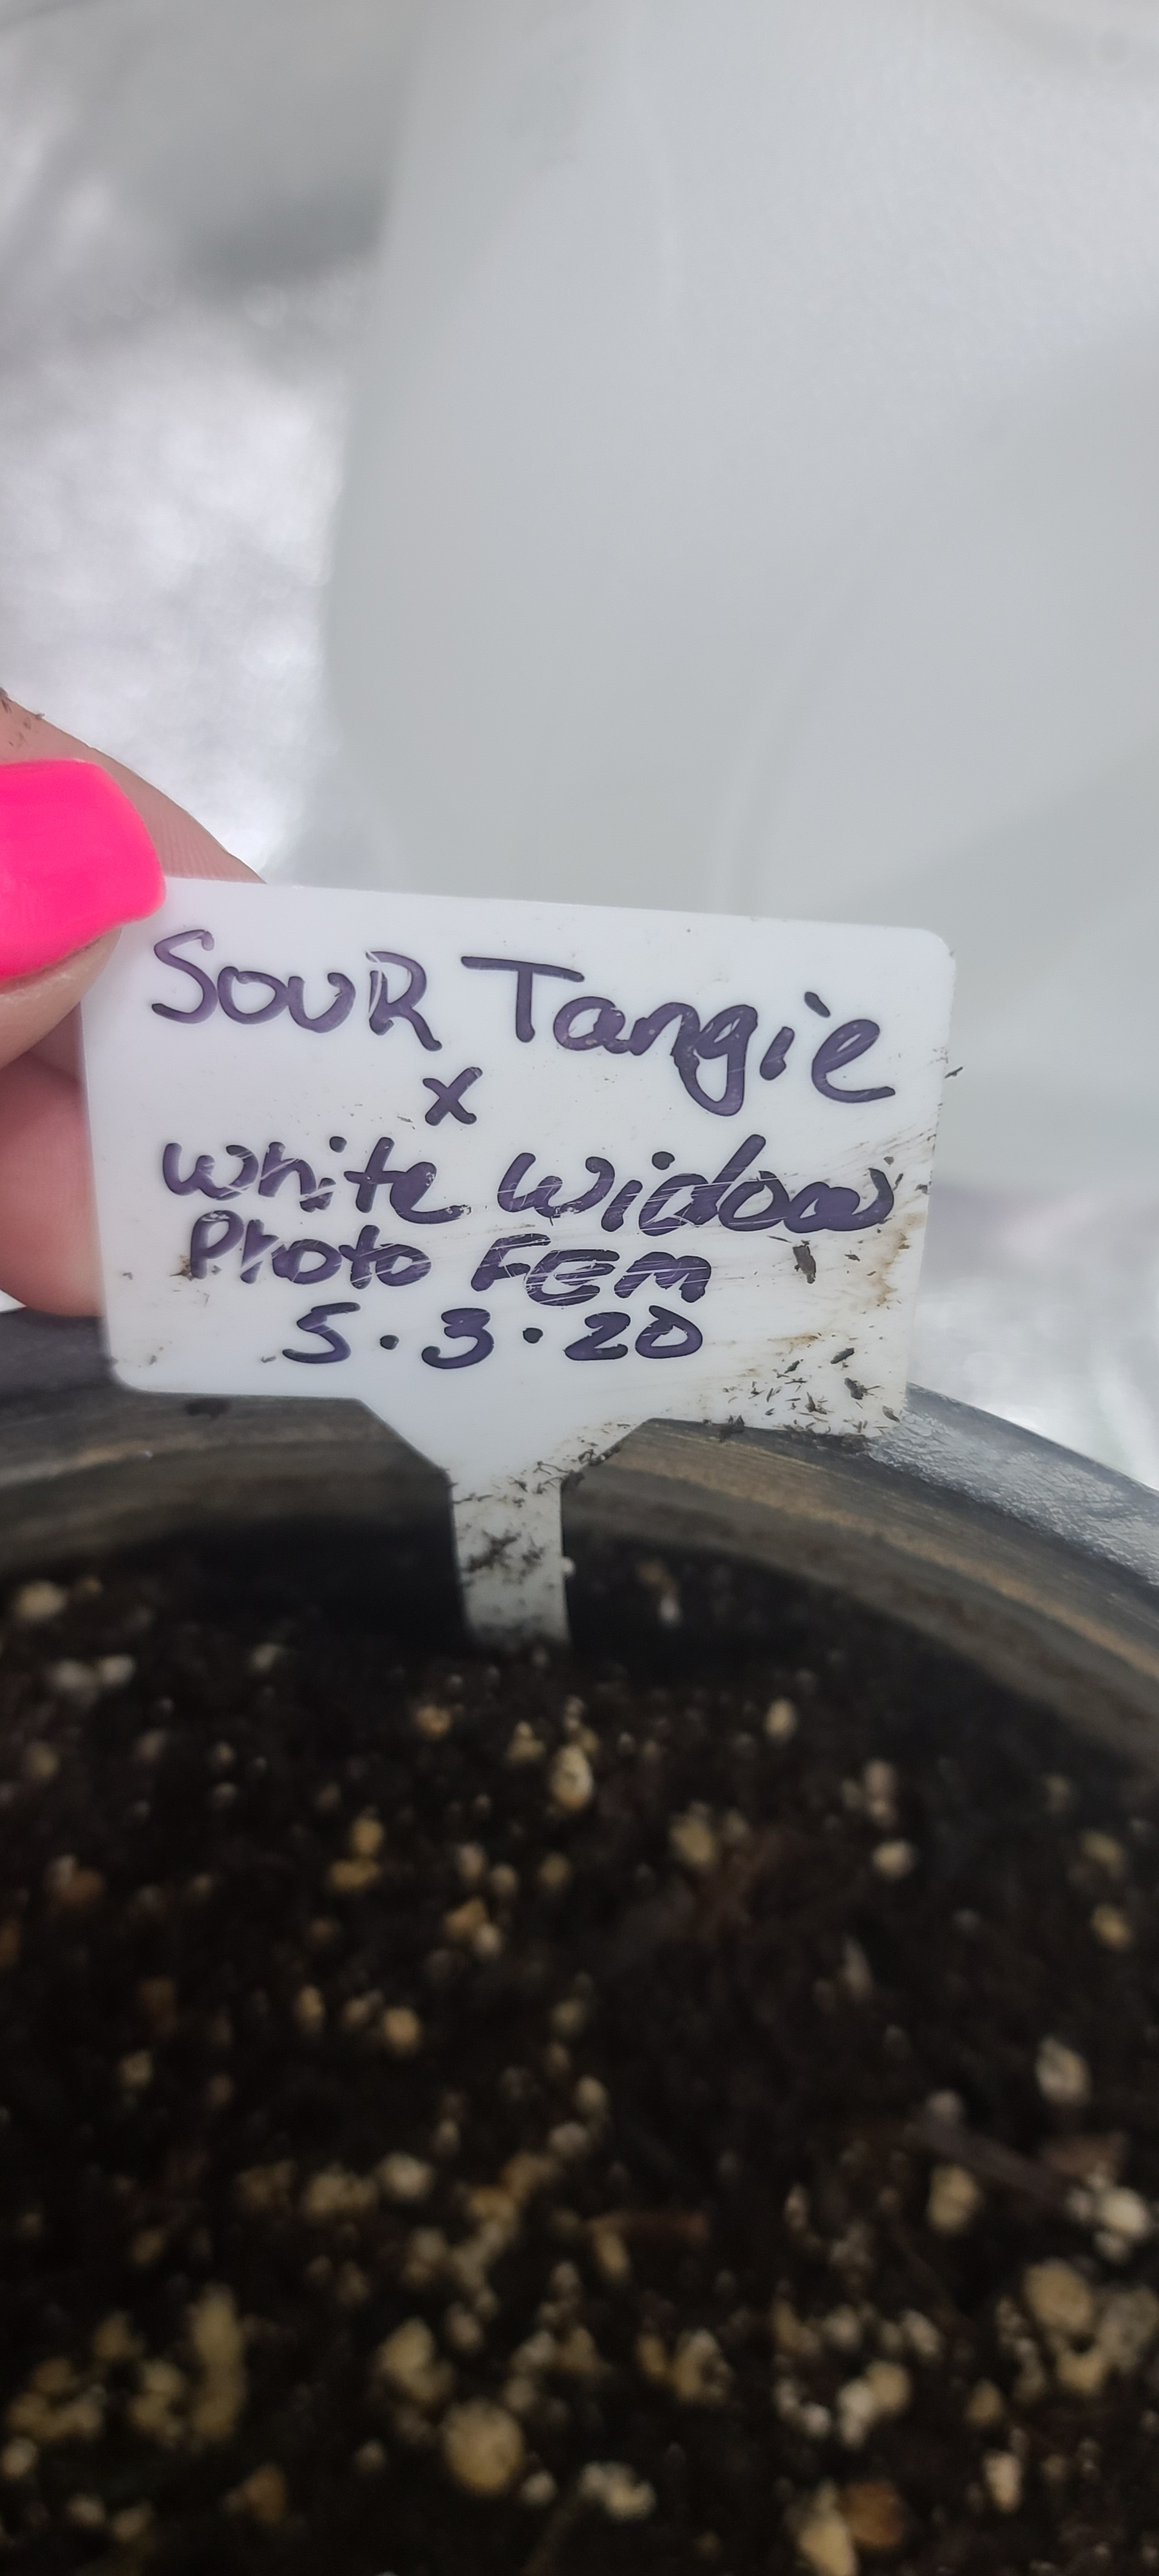 SOUR Tangie
x
White Widow
Photo FEM
5.3.20